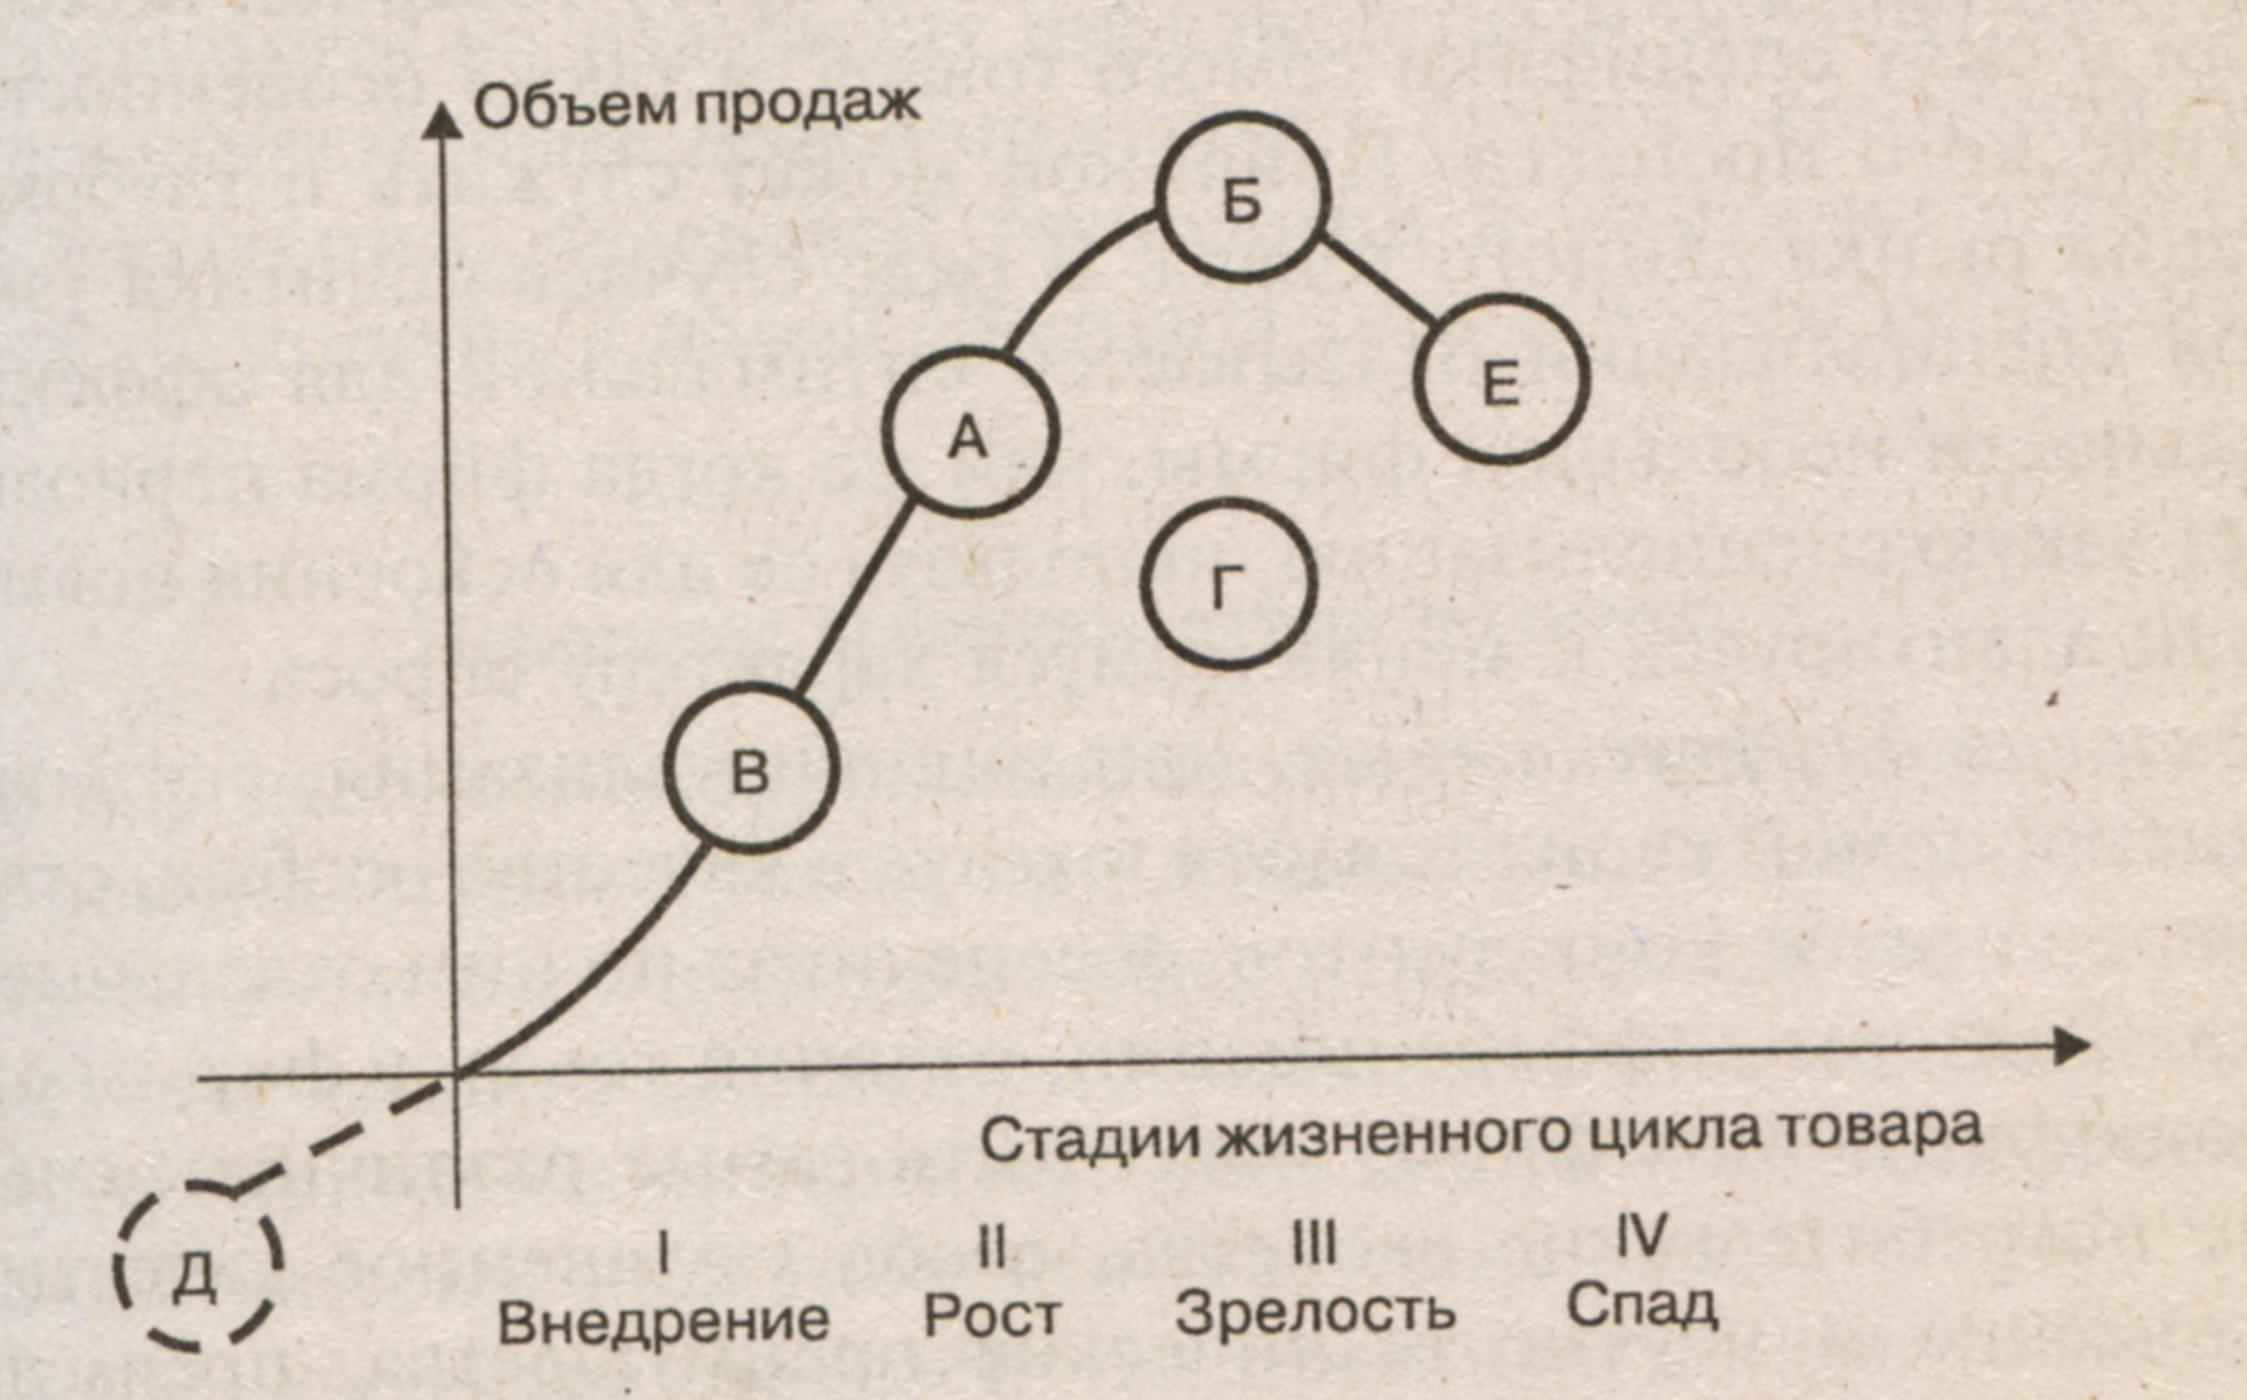 Объем продаж
Б
Е
А
Г
В
Стадии жизненного цикла товара
Д
I II III IV
Внедрение Рост Зрелость Спад